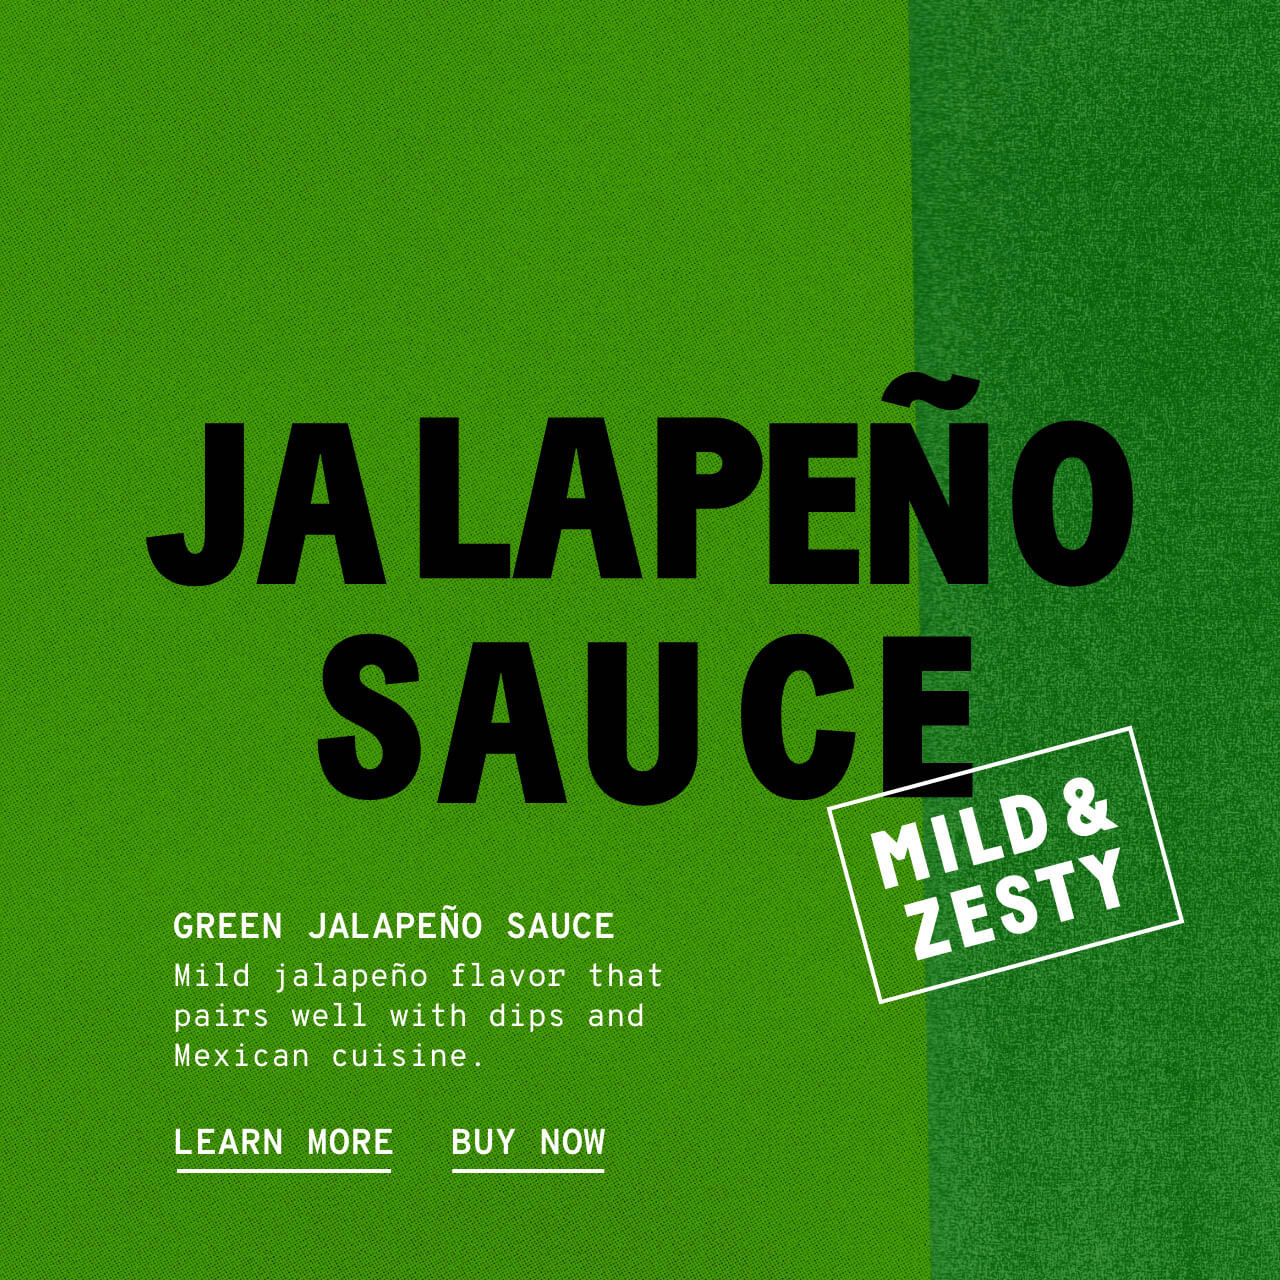 JALAPEÑO
SAUCE
MILD &
ZESTY
GREEN JALAPEÑO SAUCE
Mild jalapeño flavor that
pairs well with dips and
Mexican cuisine.
LEARN MORE BUY NOW